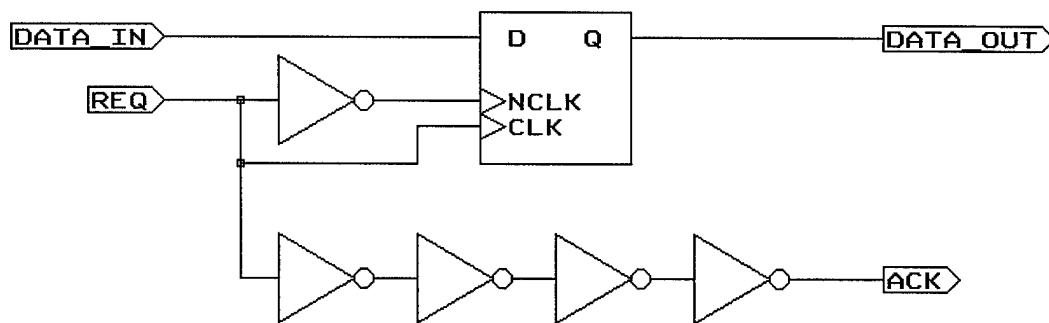 DATA_IN
D Q
DATA_OUT
REQ
NCLK
CLK
ACK